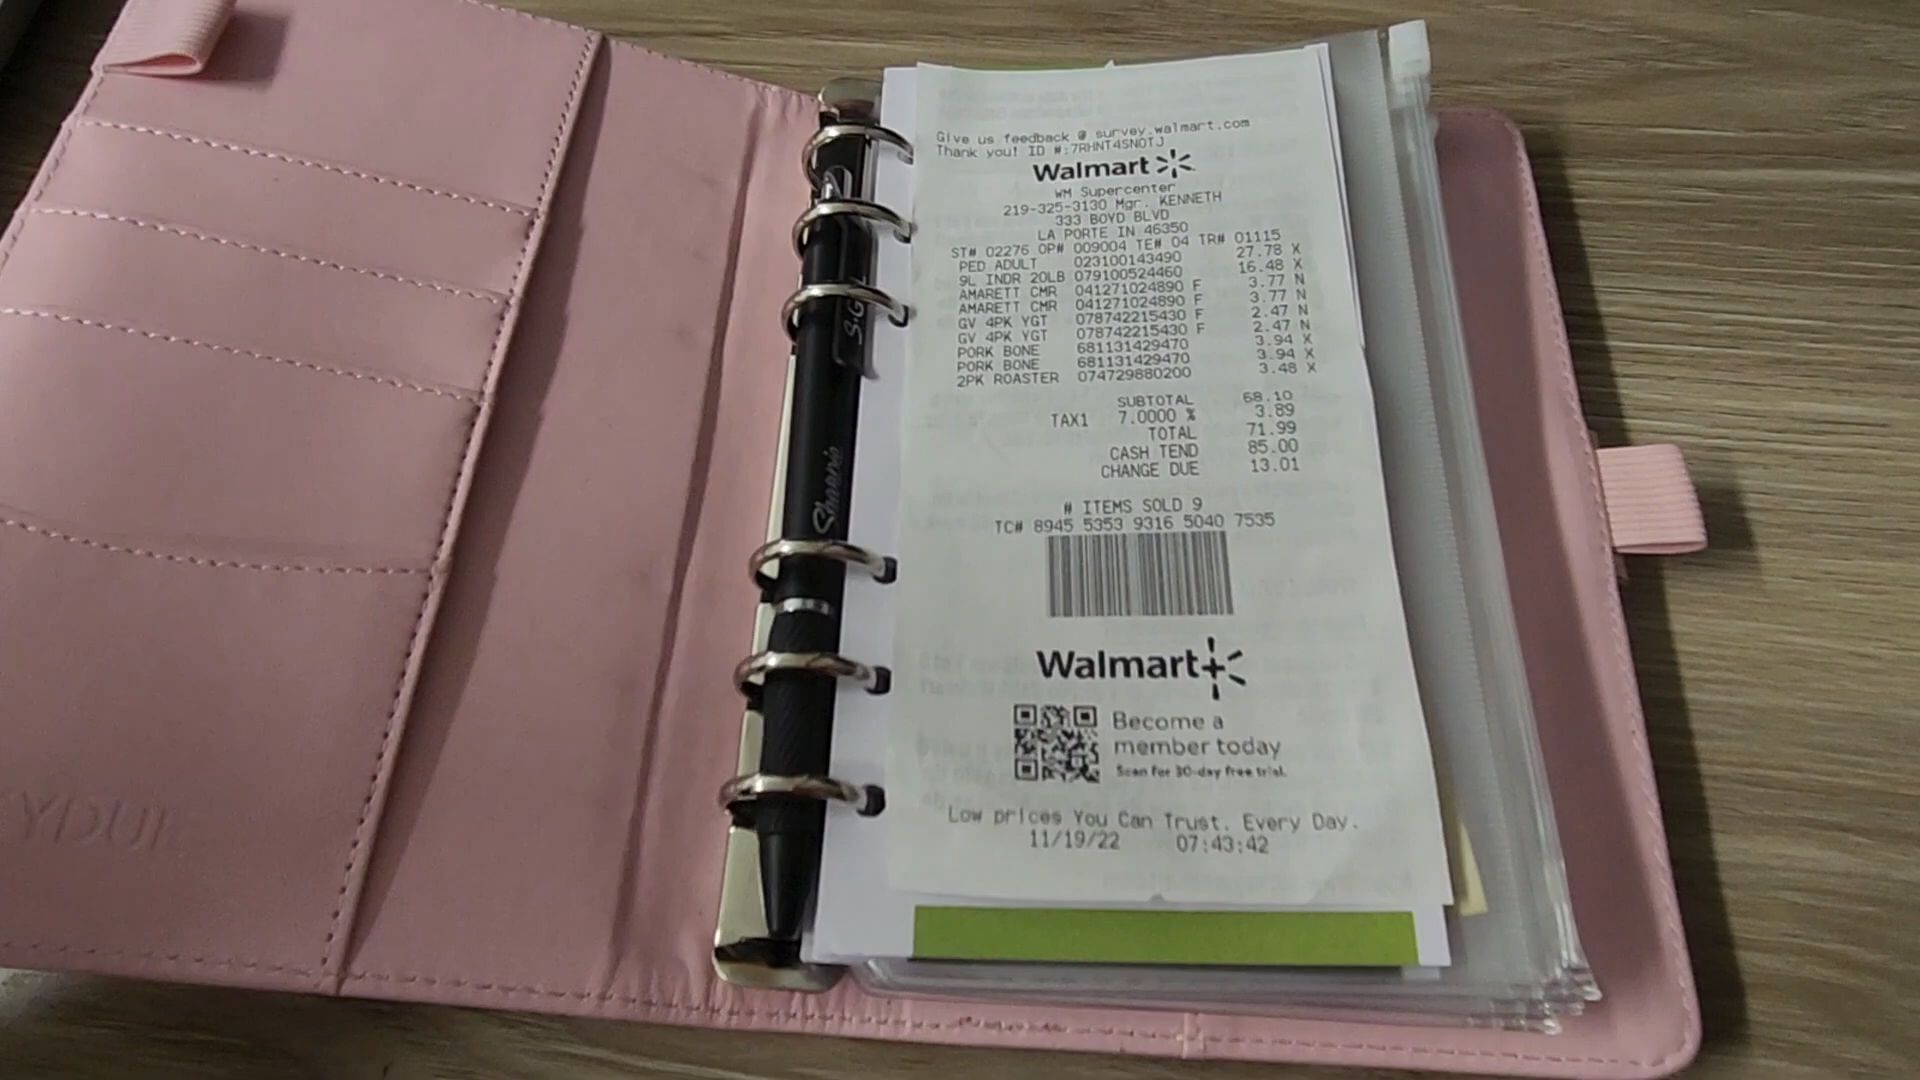 Give us feedback @ survey.walmart.com
Thank you! ID #:7RHNT4SN0TJ
Walmart
WM Supercenter
219-325-3130 Mgr. KENNETH
333 BOYD BLVD
LA PORTE IN 46350
ST# 02276 OP# 009004 TE# 04 TR# 01115
PED ADULT 023100143490 27.78 X
9L INDR 20LB 079100524460 16.48 X
AMARETT CMR 041271024890 F 3.77 N
AMARETT CMR 041271024890 F 3.77 N
GV 4PK YGT 078742215430 F 2.47 N
GV 4PK YGT 078742215430 F 2.47 N
PORK BONE 681131429470 3.94 X
PORK BONE 681131429470 3.94 X
2PK ROASTER 074729880200 3.48 X
SUBTOTAL 68.10
TAX1 7.0000 % 3.89
TOTAL 71.99
CASH TEND 85.00
CHANGE DUE 13.01
# ITEMS SOLD 9
TC# 8945 5353 9316 5040 7535
Walmart+
Become a
member today
Scan for 30-day free trial.
Low prices You Can Trust. Every Day.
11/19/22 07:43:42
S·Gel
Sharpie